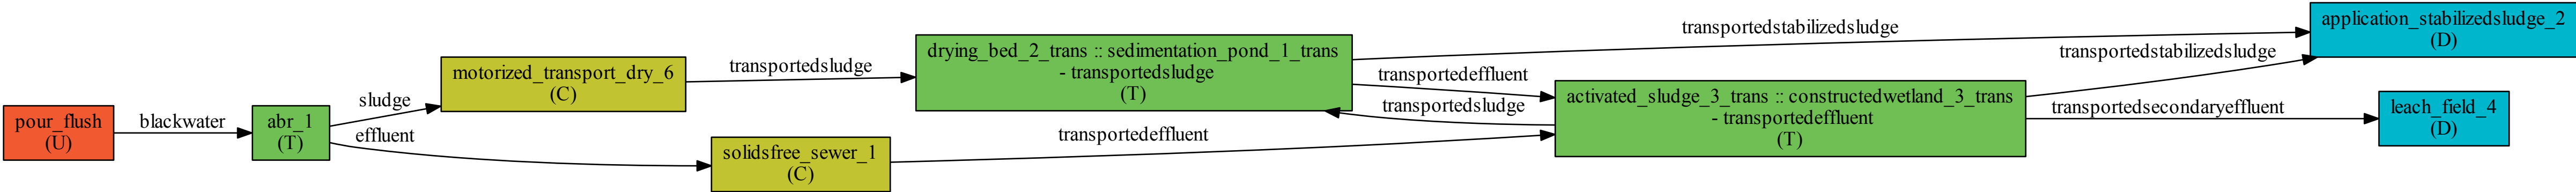 pour_flush
(U)
blackwater
abr_1
(T)
sludge
effluent
motorized_transport_dry_6
(C)
solidsfree_sewer_1
(C)
transportedsludge
transportedeffluent
drying_bed_2_trans :: sedimentation_pond_1_trans
- transportedsludge
(T)
transportedeffluent
transportedsludge
transportedstabilizedsludge
activated_sludge_3_trans :: constructedwetland_3_trans
- transportedeffluent
(T)
transportedstabilizedsludge
transportedsecondaryeffluent
application_stabilizedsludge_2
(D)
leach_field_4
(D)